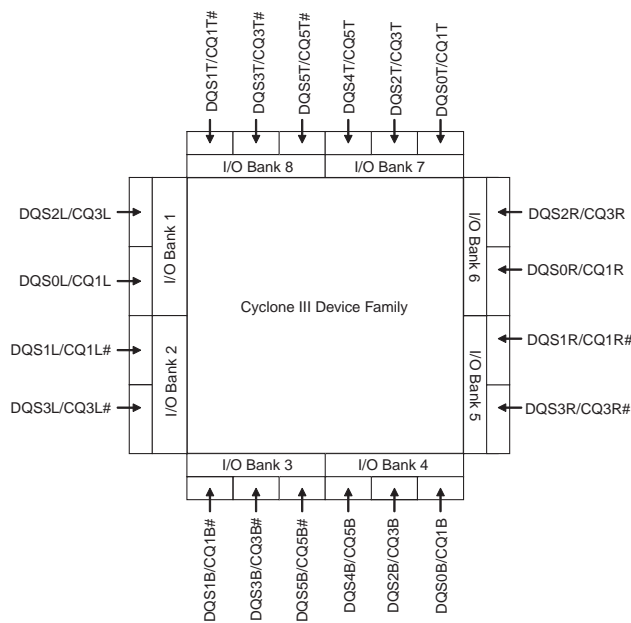 DQS1T/CQ1T#
DQS3T/CQ3T#
DQS5T/CQ5T#
DQS4T/CQ5T
DQS2T/CQ3T
DQS0T/CQ1T
I/O Bank 8
I/O Bank 7
DQS2L/CQ3L
DQS0L/CQ1L
DQS1L/CQ1L#
DQS3L/CQ3L#
I/O Bank 1
I/O Bank 2
Cyclone III Device Family
I/O Bank 6
I/O Bank 5
DQS2R/CQ3R
DQS0R/CQ1R
DQS1R/CQ1R#
DQS3R/CQ3R#
I/O Bank 3
I/O Bank 4
DQS1B/CQ1B#
DQS3B/CQ3B#
DQS5B/CQ5B#
DQS4B/CQ5B
DQS2B/CQ3B
DQS0B/CQ1B